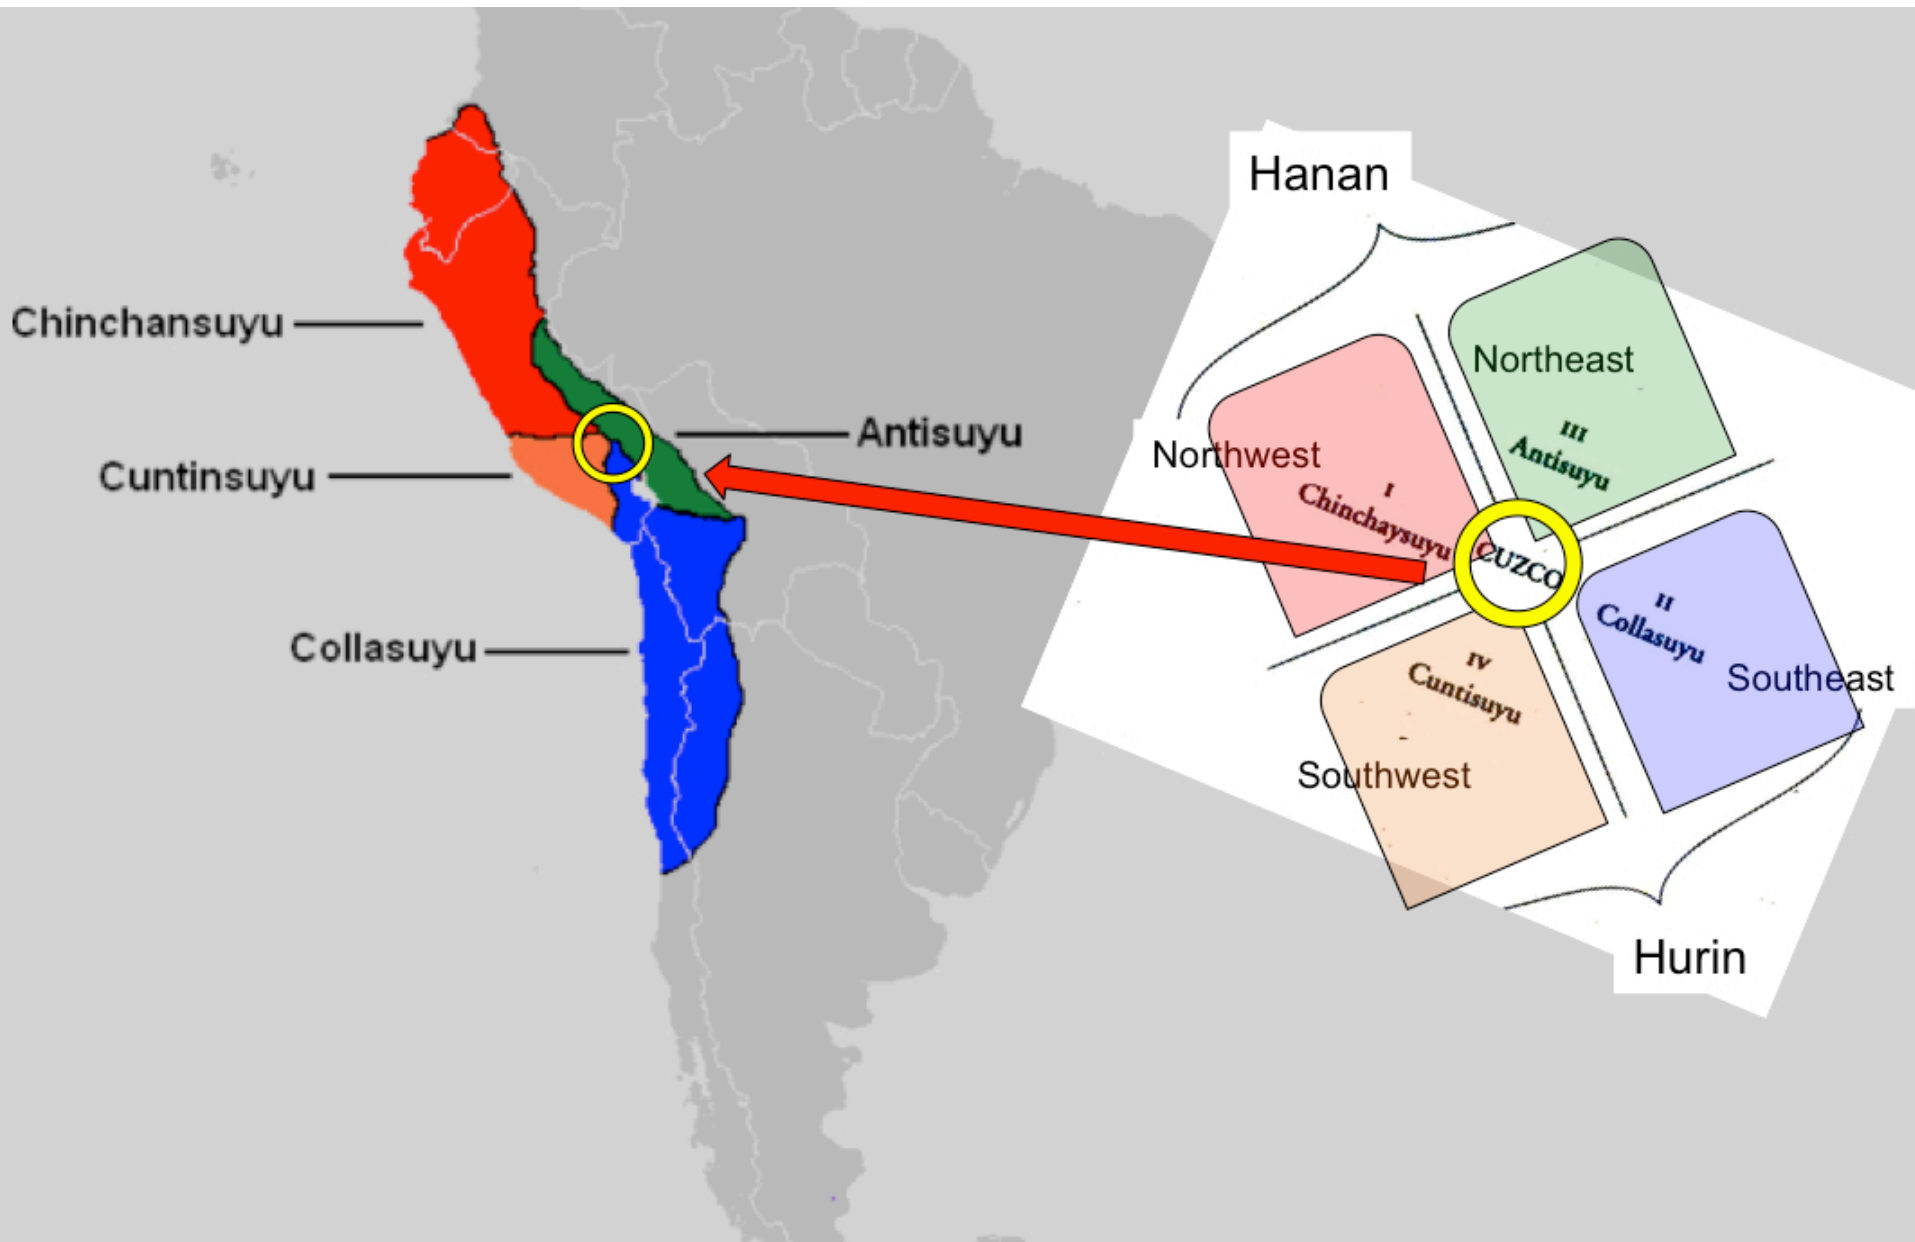 Chinchansuyu
Cuntinsuyu
Antisuyu
Collasuyu
Hanan
Northeast
III
Antisuyu
Northwest
I
Chinchaysuyu
CUZCO
II
Collasuyu
Southeast
IV
Cuntisuyu
Southwest
Hurin